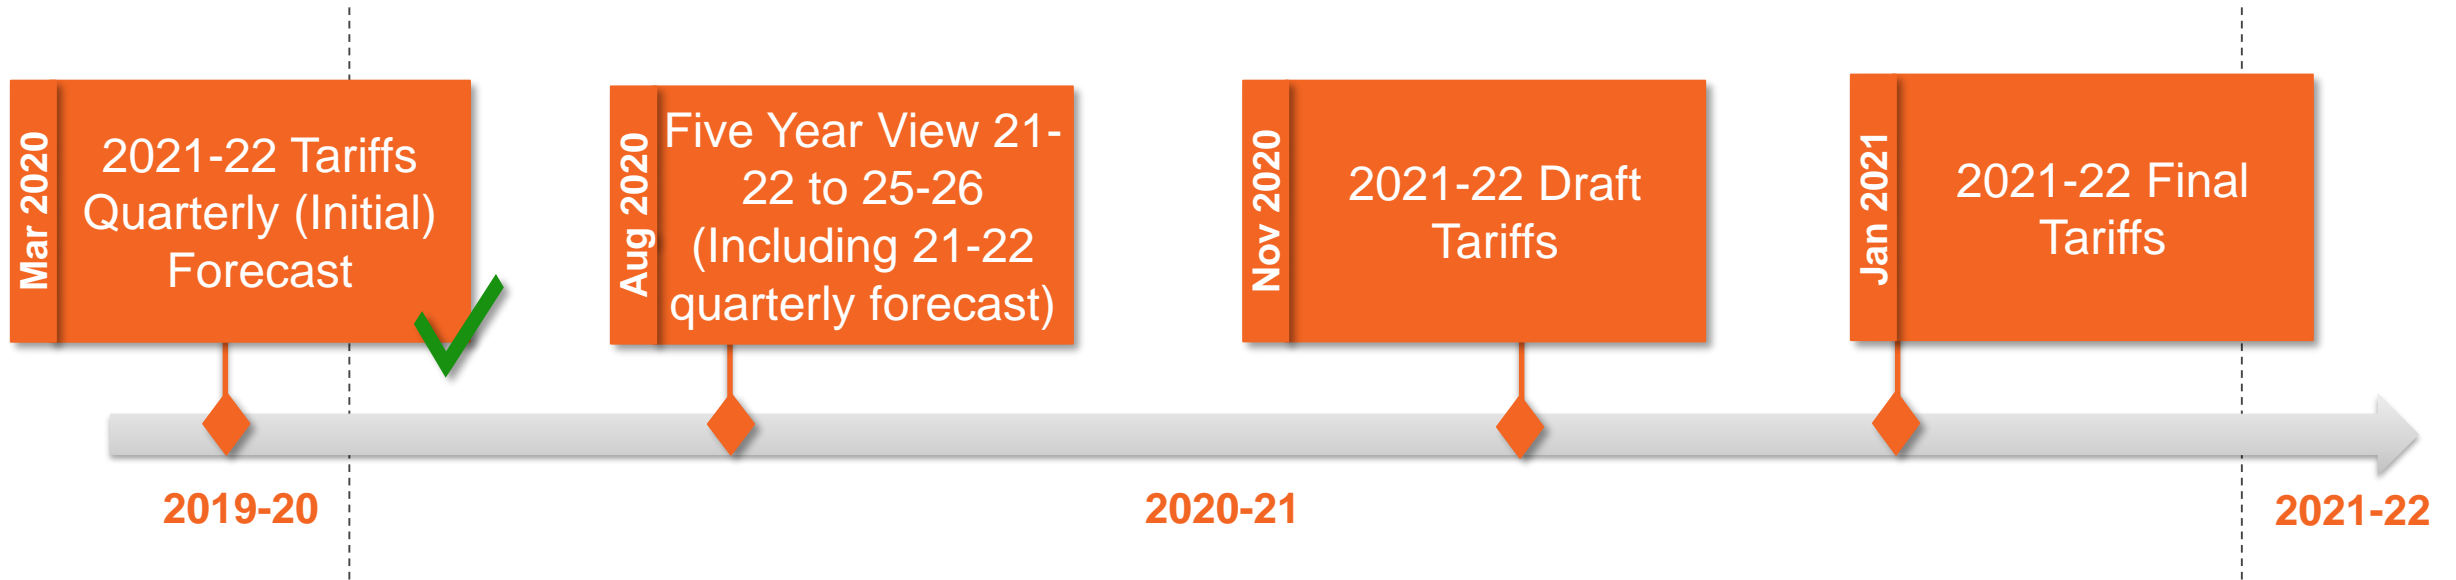 Mar 2020
2021-22 Tariffs
Quarterly (Initial)
Forecast
Aug 2020
Five Year View 21-
22 to 25-26
(Including 21-22
quarterly forecast)
Nov 2020
2021-22 Draft
Tariffs
Jan 2021
2021-22 Final
Tariffs
2019-20
2020-21
2021-22